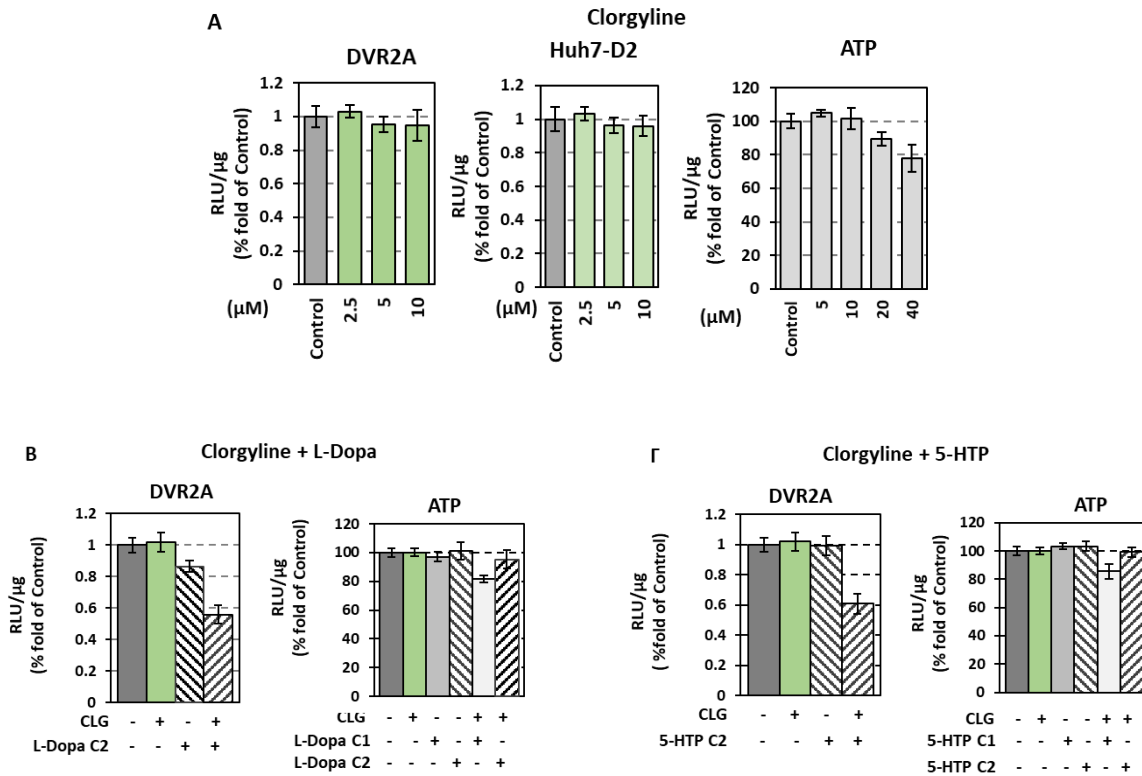 A
Clorgyline
DVR2A
Huh7-D2
ATP
RLU/μg
(% fold of Control)
1.2
1
0.8
0.6
0.4
0.2
0
(μM)
Control
2.5
5
10
RLU/μg
(% fold of Control)
1.2
1
0.8
0.6
0.4
0.2
0
(μM)
Control
2.5
5
10
RLU/μg
(% fold of Control)
120
100
80
60
40
20
0
(μM)
Control
5
10
20
40
B
Clorgyline + L-Dopa
DVR2A
RLU/μg
(% fold of Control)
1.2
1
0.8
0.6
0.4
0.2
0
CLG - + - +
L-Dopa C2 - - + +
ATP
RLU/μg
(% fold of Control)
120
100
80
60
40
20
0
CLG - + - - + +
L-Dopa C1 - - + - + -
L-Dopa C2 - - - + - +
Γ
Clorgyline + 5-HTP
DVR2A
RLU/μg
( %fold of Control)
1.2
1
0.8
0.6
0.4
0.2
0
CLG - + - +
5-HTP C2 - - + +
ATP
RLU/μg
(% fold of Control)
120
100
80
60
40
20
0
CLG - + - - + +
5-HTP C1 - - + - + -
5-HTP C2 - - - + - +